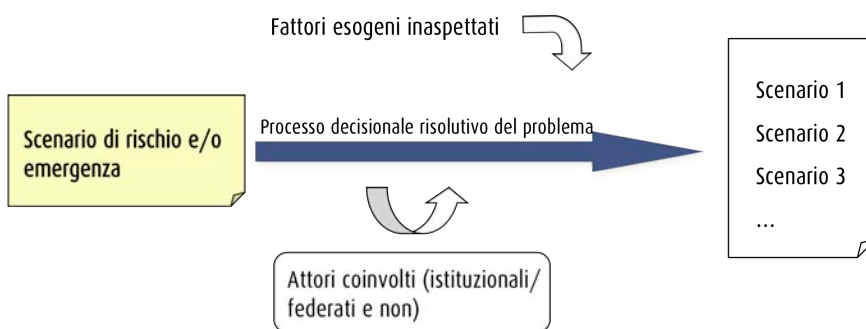 Fattori esogeni inaspettati
Scenario di rischio e/o
emergenza
Processo decisionale risolutivo del problema
Attori coinvolti (istituzionali/
federati e non)
Scenario 1
Scenario 2
Scenario 3
...